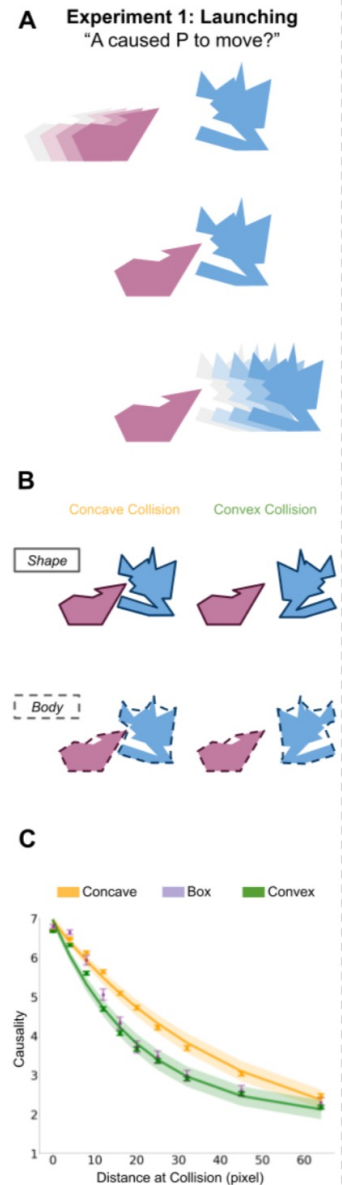 A
Experiment 1: Launching
"A caused P to move?"
B
Concave Collision Convex Collision
Shape
Body
C
Concave Box Convex
7
6
5
4
3
2
1
Causality
0 10 20 30 40 50 60
Distance at Collision (pixel)